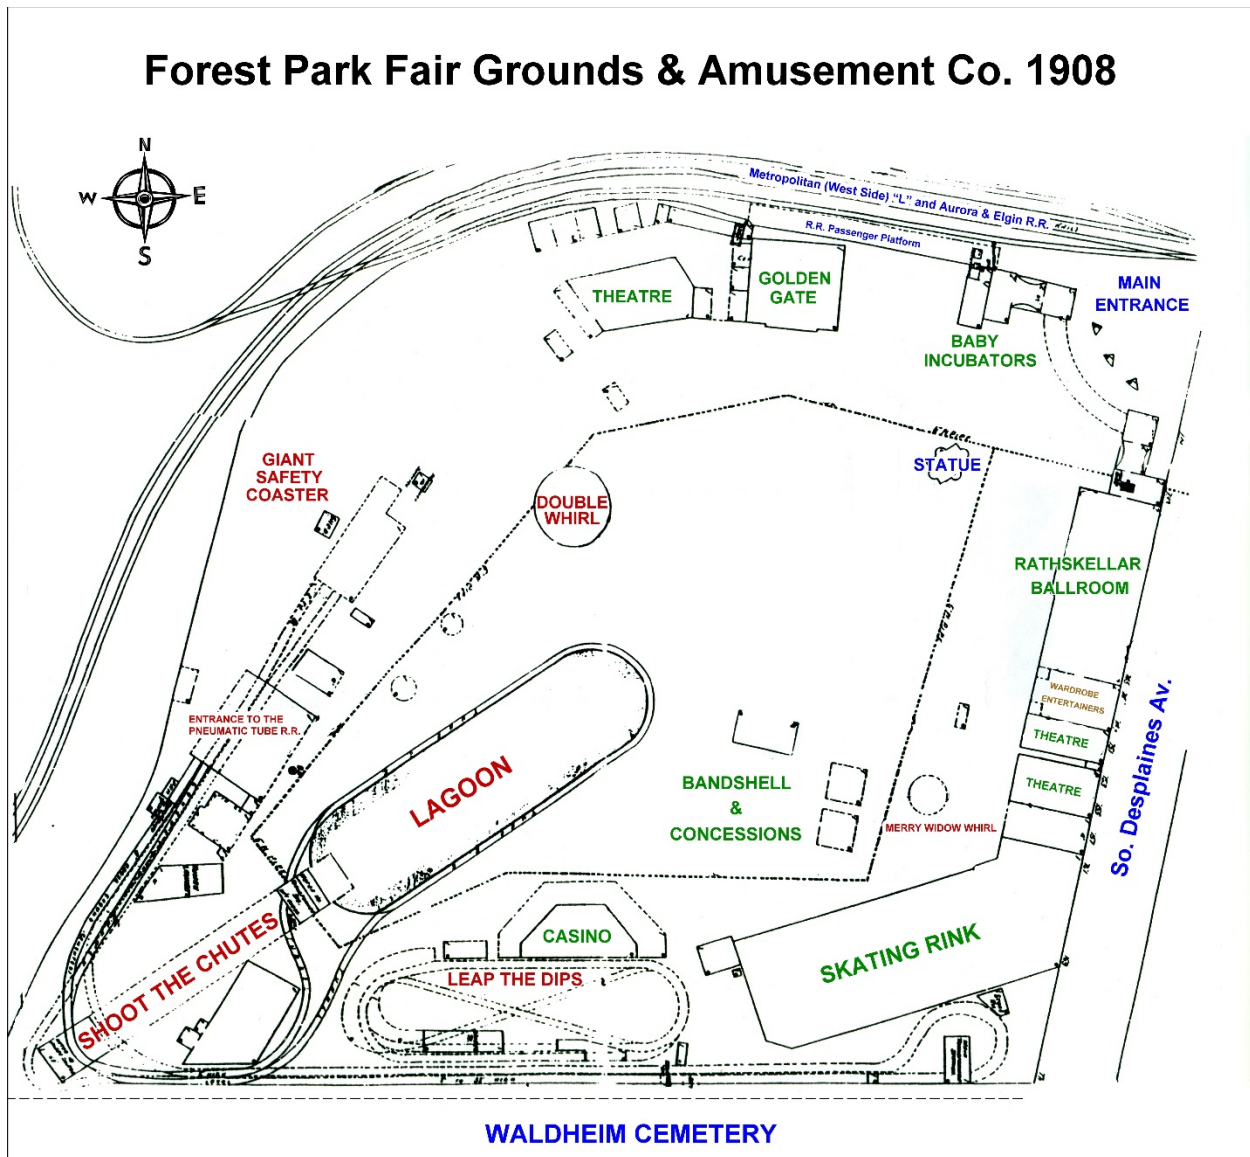 Forest Park Fair Grounds & Amusement Co. 1908
N
W E
S
Metropolitan (West Side) "L" and Aurora & Elgin R.R.
R.R. Passenger Platform
MAIN
ENTRANCE
THEATRE
GOLDEN
GATE
BABY
INCUBATORS
STATUE
GIANT
SAFETY
COASTER
DOUBLE
WHIRL
RATHSKELLAR
BALLROOM
WARDROBE
ENTERTAINERS
THEATRE
THEATRE
So. Desplaines Av.
ENTRANCE TO THE
PNEUMATIC TUBE R.R.
LAGOON
BANDSHELL
&
CONCESSIONS
MERRY WIDOW WHIRL
SHOOT THE CHUTES
CASINO
LEAP THE DIPS
SKATING RINK
WALDHEIM CEMETERY